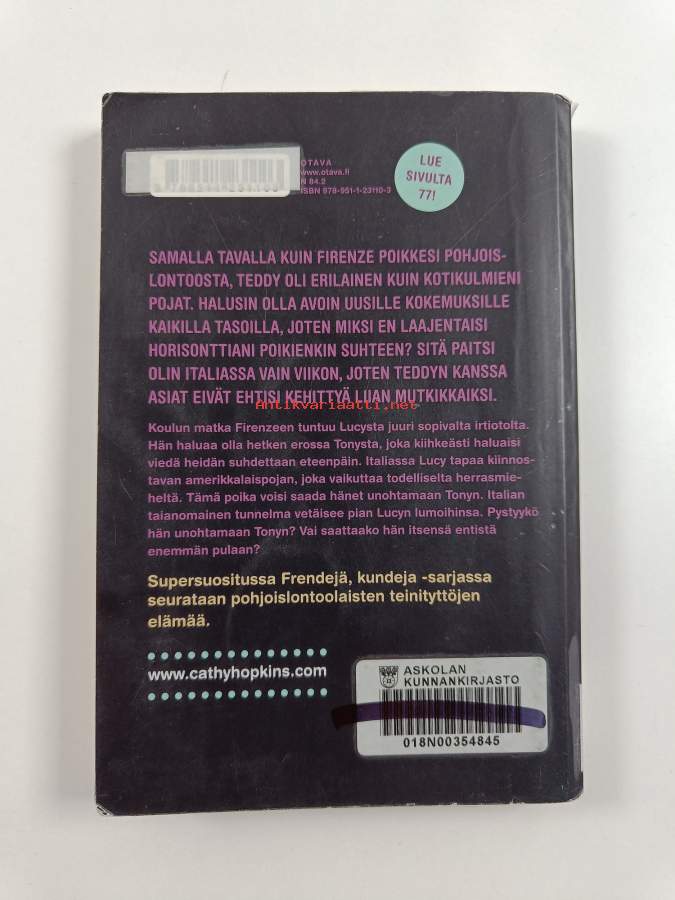 OTAVA
www.otava.fi
N 84.2
ISBN 978-951-1-23110-3
LUE
SIVULTA
77!
SAMALLA TAVALLA KUIN FIRENZE POIKKESI POHJOIS-
LONTOOSTA, TEDDY OLI ERILAINEN KUIN KOTIKULMIENI
POJAT. HALUSIN OLLA AVOIN UUSILLE KOKEMUKSILLE
KAIKILLA TASOILLA, JOTEN MIKSI EN LAAJENTAISI
HORISONTTIANI POIKIENKIN SUHTEEN? SITÄ PAITSI
OLIN ITALIASSA VAIN VIIKON, JOTEN TEDDYN KANSSA
ASIAT EIVÄT EHTISI KEHITTYÄ LIIAN MUTKIKKAIKSI.
Antikvariaatti.net
Koulun matka Firenzeen tuntuu Lucysta juuri sopivalta irtiotolta.
Hän haluaa olla hetken erossa Tonysta, joka kiihkeästi haluaisi
viedä heidän suhdettaan eteenpäin. Italiassa Lucy tapaa kiinnos-
tavan amerikkalaispojan, joka vaikuttaa todelliselta herrasmie-
heltä. Tämä poika voisi saada hänet unohtamaan Tonyn. Italian
taianomainen tunnelma vetäisee pian Lucyn lumoihinsa. Pystyykö
hän unohtamaan Tonyn? Vai saattaako hän itsensä entistä
enemmän pulaan?
Supersuositussa Frendejä, kundeja -sarjassa
seurataan pohjoislontoolaisten teinityttöjen
elämää.
www.cathyhopkins.com
ASKOLAN
KUNNANKIRJASTO
018N00354845